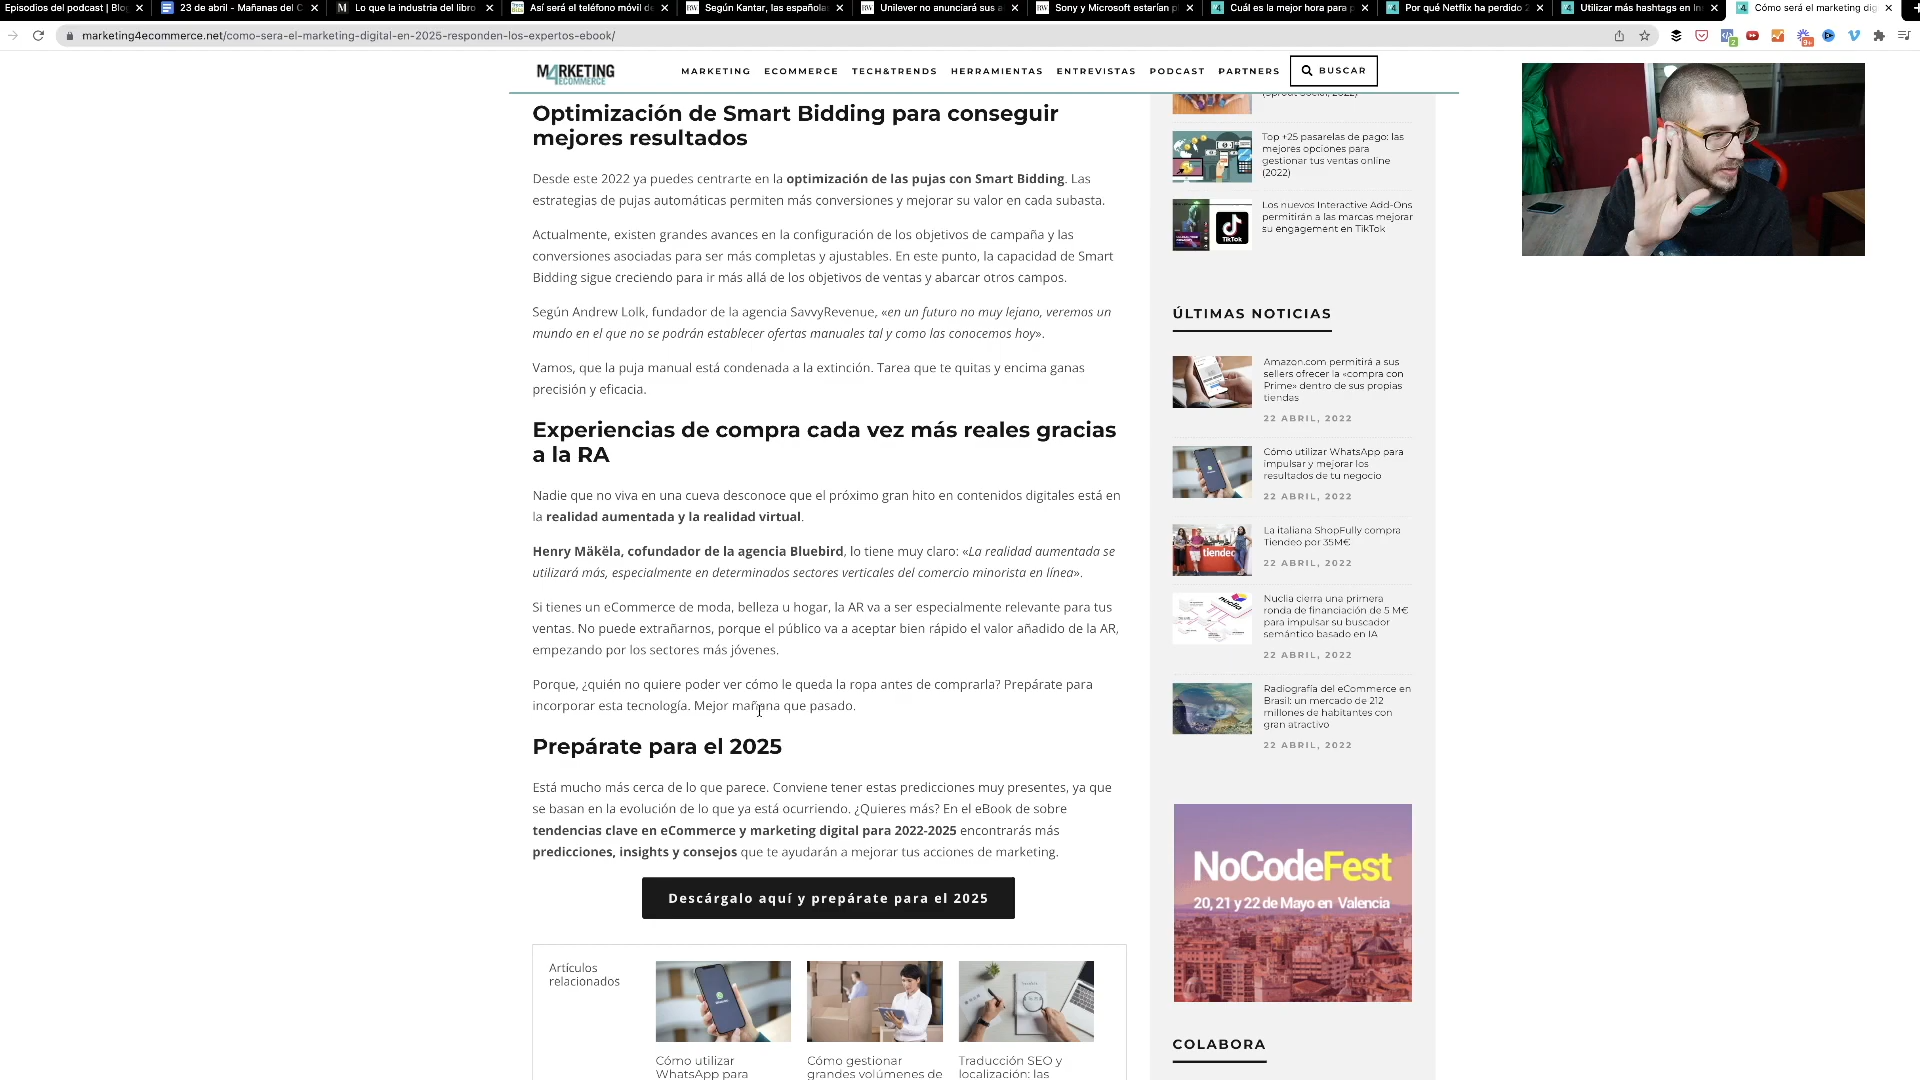 Episodios del podcast | Blog
23 de abril - Mañanas del C
Lo que la industria del libro
Así será el teléfono móvil de
Según Kantar, las españolas
Unilever no anunciará sus a
Sony y Microsoft estarían pl
Cuál es la mejor hora para p
Por qué Netflix ha perdido 2
Utilizar más hashtags en In
Cómo será el marketing dig
marketing4ecommerce.net/como-sera-el-marketing-digital-en-2025-responden-los-expertos-ebook/
M4RKETING
ECOMMERCE
MARKETING ECOMMERCE TECH&TRENDS HERRAMIENTAS ENTREVISTAS PODCAST PARTNERS BUSCAR
Optimización de Smart Bidding para conseguir
mejores resultados
Desde este 2022 ya puedes centrarte en la optimización de las pujas con Smart Bidding. Las
estrategias de pujas automáticas permiten más conversiones y mejorar su valor en cada subasta.
Actualmente, existen grandes avances en la configuración de los objetivos de campaña y las
conversiones asociadas para ser más completas y ajustables. En este punto, la capacidad de Smart
Bidding sigue creciendo para ir más allá de los objetivos de ventas y abarcar otros campos.
Según Andrew Lolk, fundador de la agencia SavvyRevenue, «en un futuro no muy lejano, veremos un
mundo en el que no se podrán establecer ofertas manuales tal y como las conocemos hoy».
Vamos, que la puja manual está condenada a la extinción. Tarea que te quitas y encima ganas
precisión y eficacia.
Experiencias de compra cada vez más reales gracias
a la RA
Nadie que no viva en una cueva desconoce que el próximo gran hito en contenidos digitales está en
la realidad aumentada y la realidad virtual.
Henry Mäkëla, cofundador de la agencia Bluebird, lo tiene muy claro: «La realidad aumentada se
utilizará más, especialmente en determinados sectores verticales del comercio minorista en línea».
Si tienes un eCommerce de moda, belleza u hogar, la AR va a ser especialmente relevante para tus
ventas. No puede extrañarnos, porque el público va a aceptar bien rápido el valor añadido de la AR,
empezando por los sectores más jóvenes.
Porque, ¿quién no quiere poder ver cómo le queda la ropa antes de comprarla? Prepárate para
incorporar esta tecnología. Mejor mañana que pasado.
Prepárate para el 2025
Está mucho más cerca de lo que parece. Conviene tener estas predicciones muy presentes, ya que
se basan en la evolución de lo que ya está ocurriendo. ¿Quieres más? En el eBook de sobre
tendencias clave en eCommerce y marketing digital para 2022-2025 encontrarás más
predicciones, insights y consejos que te ayudarán a mejorar tus acciones de marketing.
Descárgalo aquí y prepárate para el 2025
Artículos
relacionados
Cómo utilizar
WhatsApp para
Cómo gestionar
grandes volúmenes de
Traducción SEO y
localización: las
(Sprout Social, 2022)
Top +25 pasarelas de pago: las
mejores opciones para
gestionar tus ventas online
(2022)
TikTok
Los nuevos Interactive Add-Ons
permitirán a las marcas mejorar
su engagement en TikTok
ÚLTIMAS NOTICIAS
Amazon.com permitirá a sus
sellers ofrecer la «compra con
Prime» dentro de sus propias
tiendas
22 ABRIL, 2022
Cómo utilizar WhatsApp para
impulsar y mejorar los
resultados de tu negocio
22 ABRIL, 2022
tiendeo
La italiana ShopFully compra
Tiendeo por 35M€
22 ABRIL, 2022
nuclia
Nuclia cierra una primera
ronda de financiación de 5 M€
para impulsar su buscador
semántico basado en IA
22 ABRIL, 2022
Radiografía del eCommerce en
Brasil: un mercado de 212
millones de habitantes con
gran atractivo
22 ABRIL, 2022
NoCodeFest
20, 21 y 22 de Mayo en Valencia
COLABORA